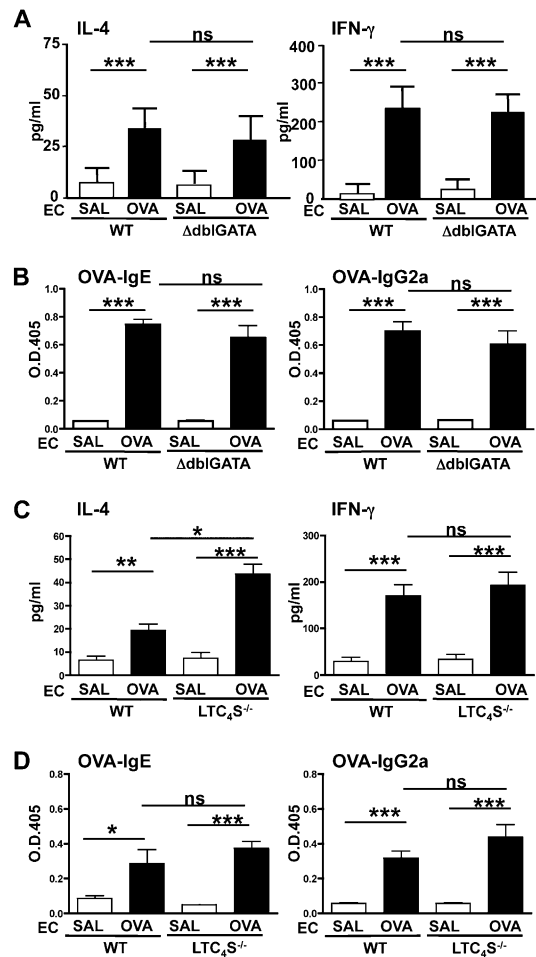 A
IL-4
IFN-γ
ns
ns
***
***
***
***
pg/ml
75
50
25
0
pg/ml
400
300
200
100
0
EC SAL OVA SAL OVA
SAL OVA SAL OVA
WT ΔdblGATA
WT ΔdblGATA
B
OVA-IgE
OVA-IgG2a
ns
ns
***
***
***
***
O.D.405
1.0
0.8
0.6
0.4
0.2
0.0
O.D.405
1.0
0.8
0.6
0.4
0.2
0.0
EC SAL OVA SAL OVA
EC SAL OVA SAL OVA
WT ΔdblGATA
WT ΔdblGATA
C
IL-4
IFN-γ
*
ns
**
***
***
***
pg/ml
60
50
40
30
20
10
0
pg/ml
300
200
100
0
EC SAL OVA SAL OVA
EC SAL OVA SAL OVA
WT LTC4S-/-
WT LTC4S-/-
D
OVA-IgE
OVA-IgG2a
ns
ns
*
***
***
***
O.D.405
0.8
0.6
0.4
0.2
0.0
O.D.405
0.8
0.6
0.4
0.2
0.0
EC SAL OVA SAL OVA
EC SAL OVA SAL OVA
WT LTC4S-/-
WT LTC4S-/-